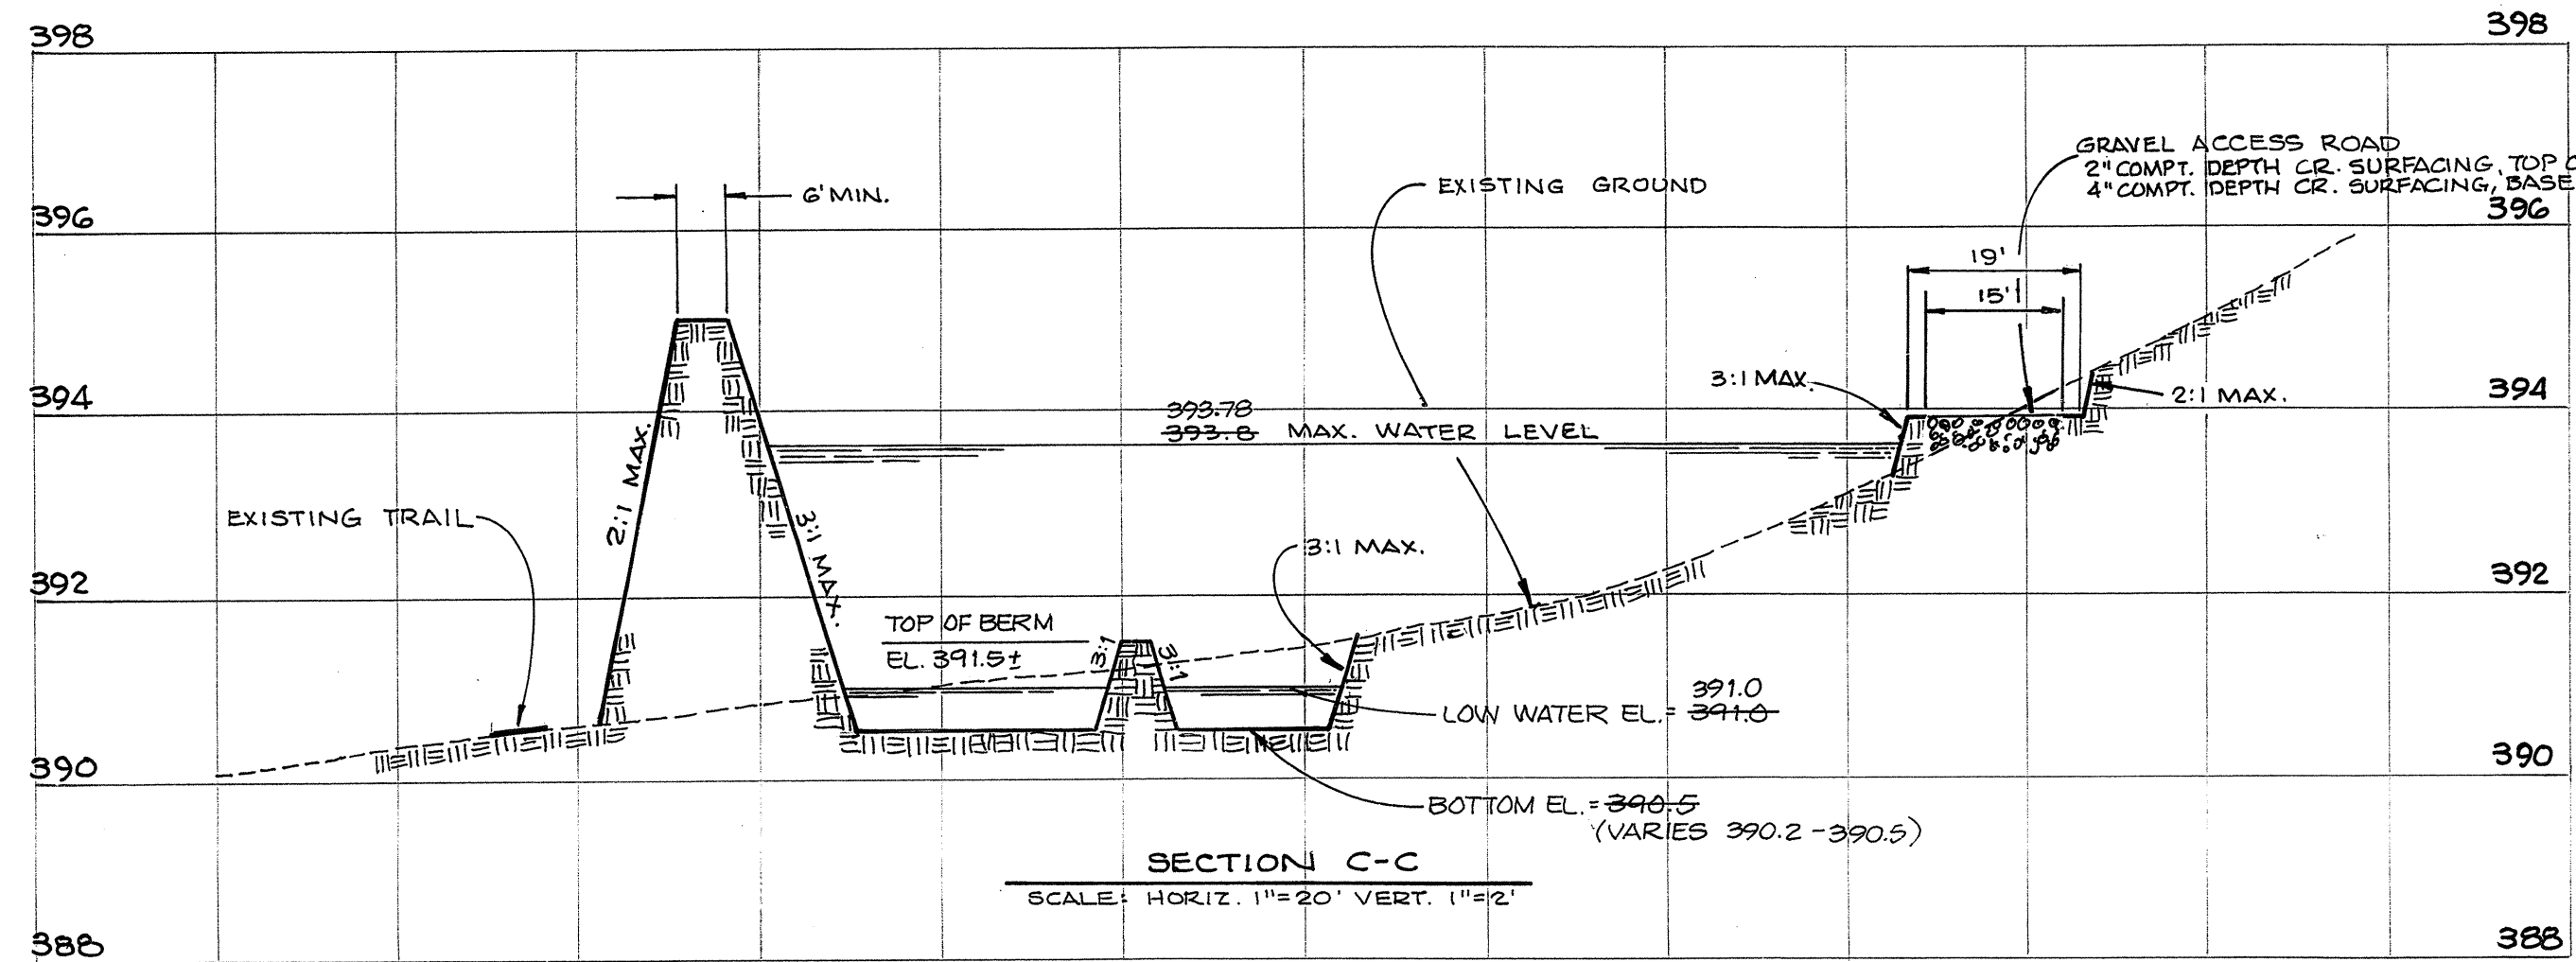 398 398
GRAVEL ACCESS ROAD
2" COMPT. DEPTH CR. SURFACING, TOP C
4" COMPT. DEPTH CR. SURFACING, BASE
6' MIN.
EXISTING GROUND
396 396
19'
15'
3:1 MAX.
2:1 MAX.
394 394
393.78
393.8 MAX. WATER LEVEL
2:1 MAX.
3:1 MAX.
EXISTING TRAIL
3:1 MAX.
392 392
TOP OF BERM
EL. 391.5±
3:1
3:1
391.0
LOW WATER EL. = 391.0
390 390
BOTTOM EL. = 390.5
(VARIES 390.2 - 390.5)
SECTION C-C
SCALE: HORIZ. 1"=20' VERT. 1"=2'
388 388